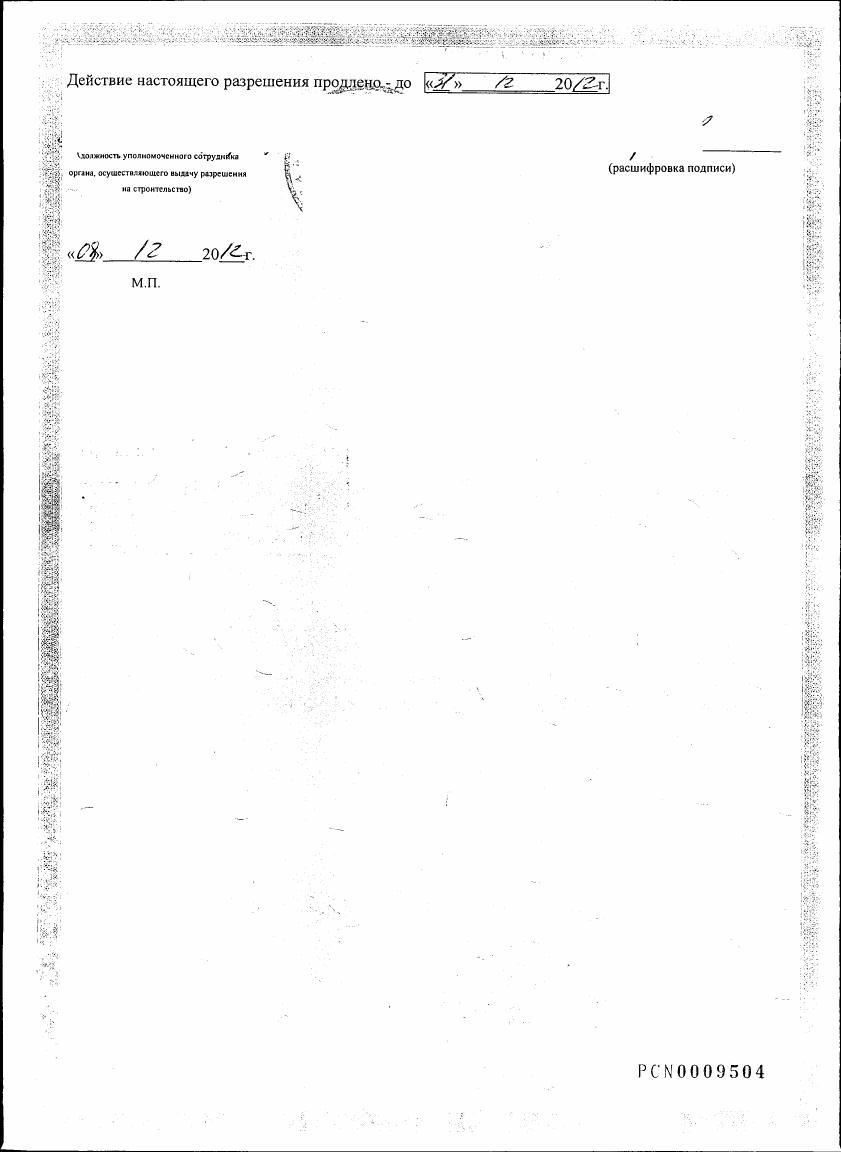 Действие настоящего разрешения продлено - до «31» 12 2012г.
(должность уполномоченного сотрудника
органа, осуществляющего выдачу разрешения
на строительство)
(расшифровка подписи)
«08» 12 2012г.
М.П.
PCN0009504